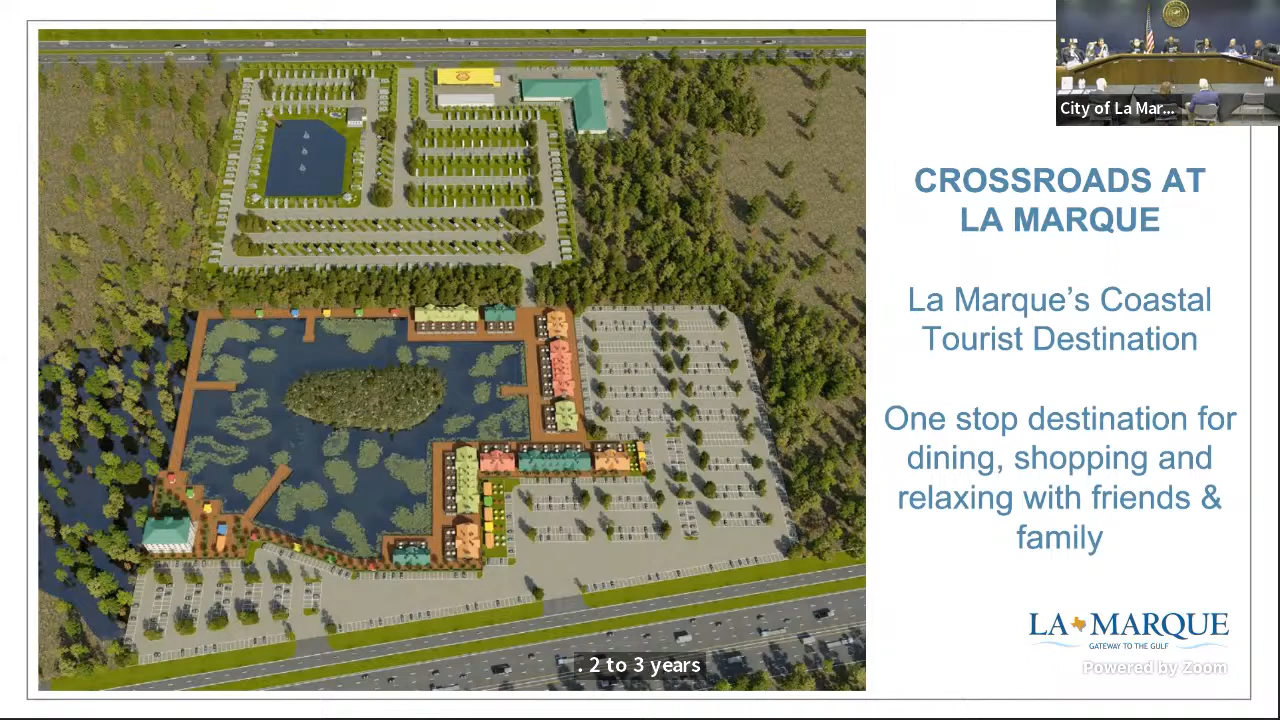 City of La Mar...
CROSSROADS AT
LA MARQUE
La Marque's Coastal
Tourist Destination
One stop destination for
dining, shopping and
relaxing with friends &
family
LA MARQUE
GATEWAY TO THE GULF
Powered by Zoom
. 2 to 3 years